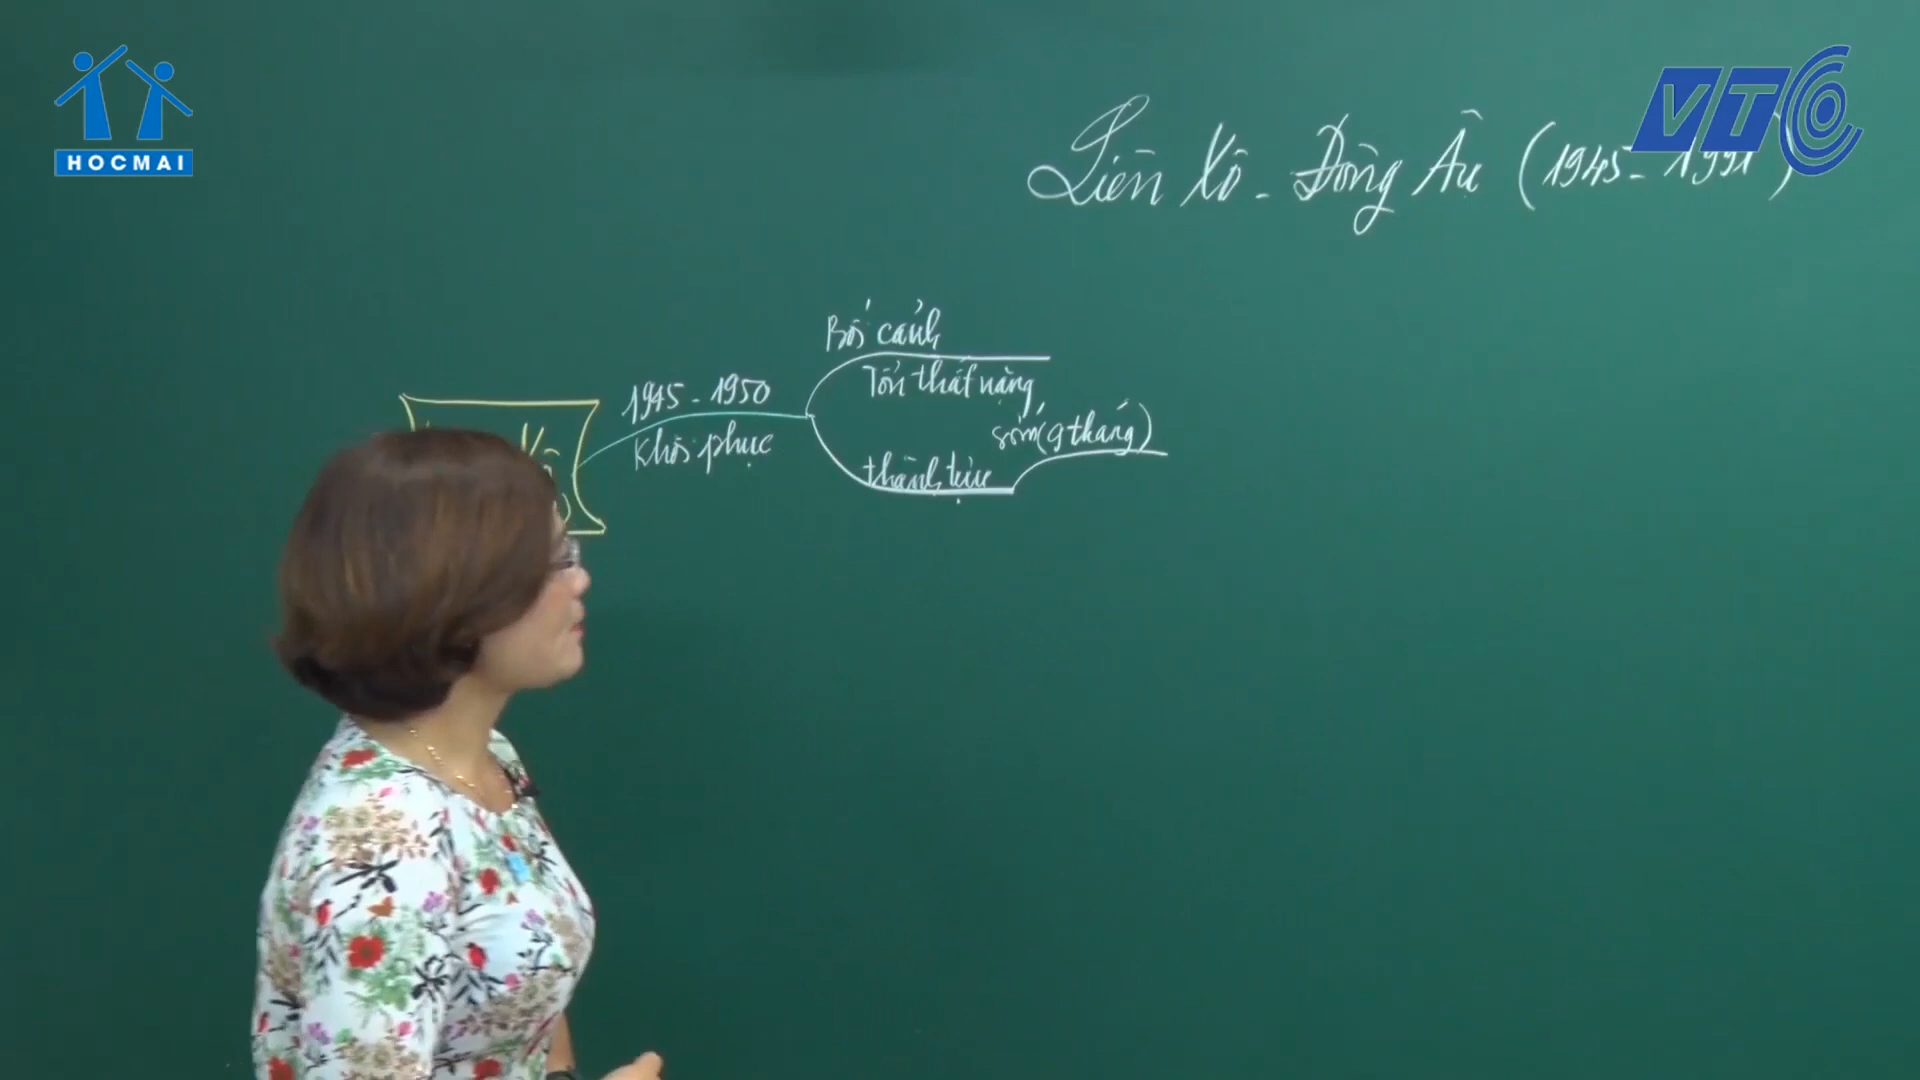 HOCMAI
VTC
Liên Xô - Đông Âu (1945 - 1991)
Bối cảnh
Tổn thất nặng
1945 - 1950
Khôi phục
sớm (9 tháng)
thành tựu